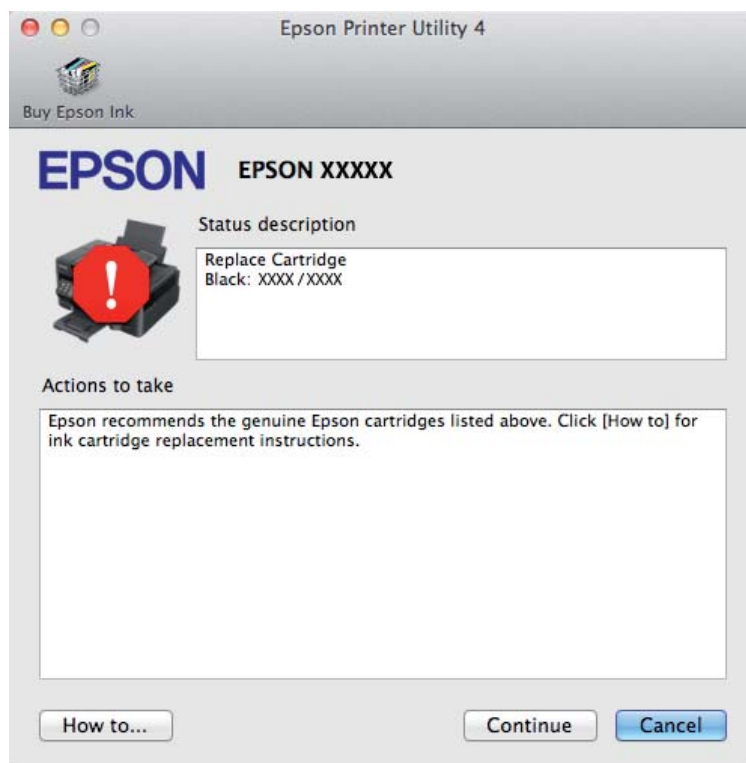 Epson Printer Utility 4
Buy Epson Ink
EPSON EPSON XXXXX
Status description
Replace Cartridge
Black: XXXX / XXXX
Actions to take
Epson recommends the genuine Epson cartridges listed above. Click [How to] for
ink cartridge replacement instructions.
How to... Continue Cancel